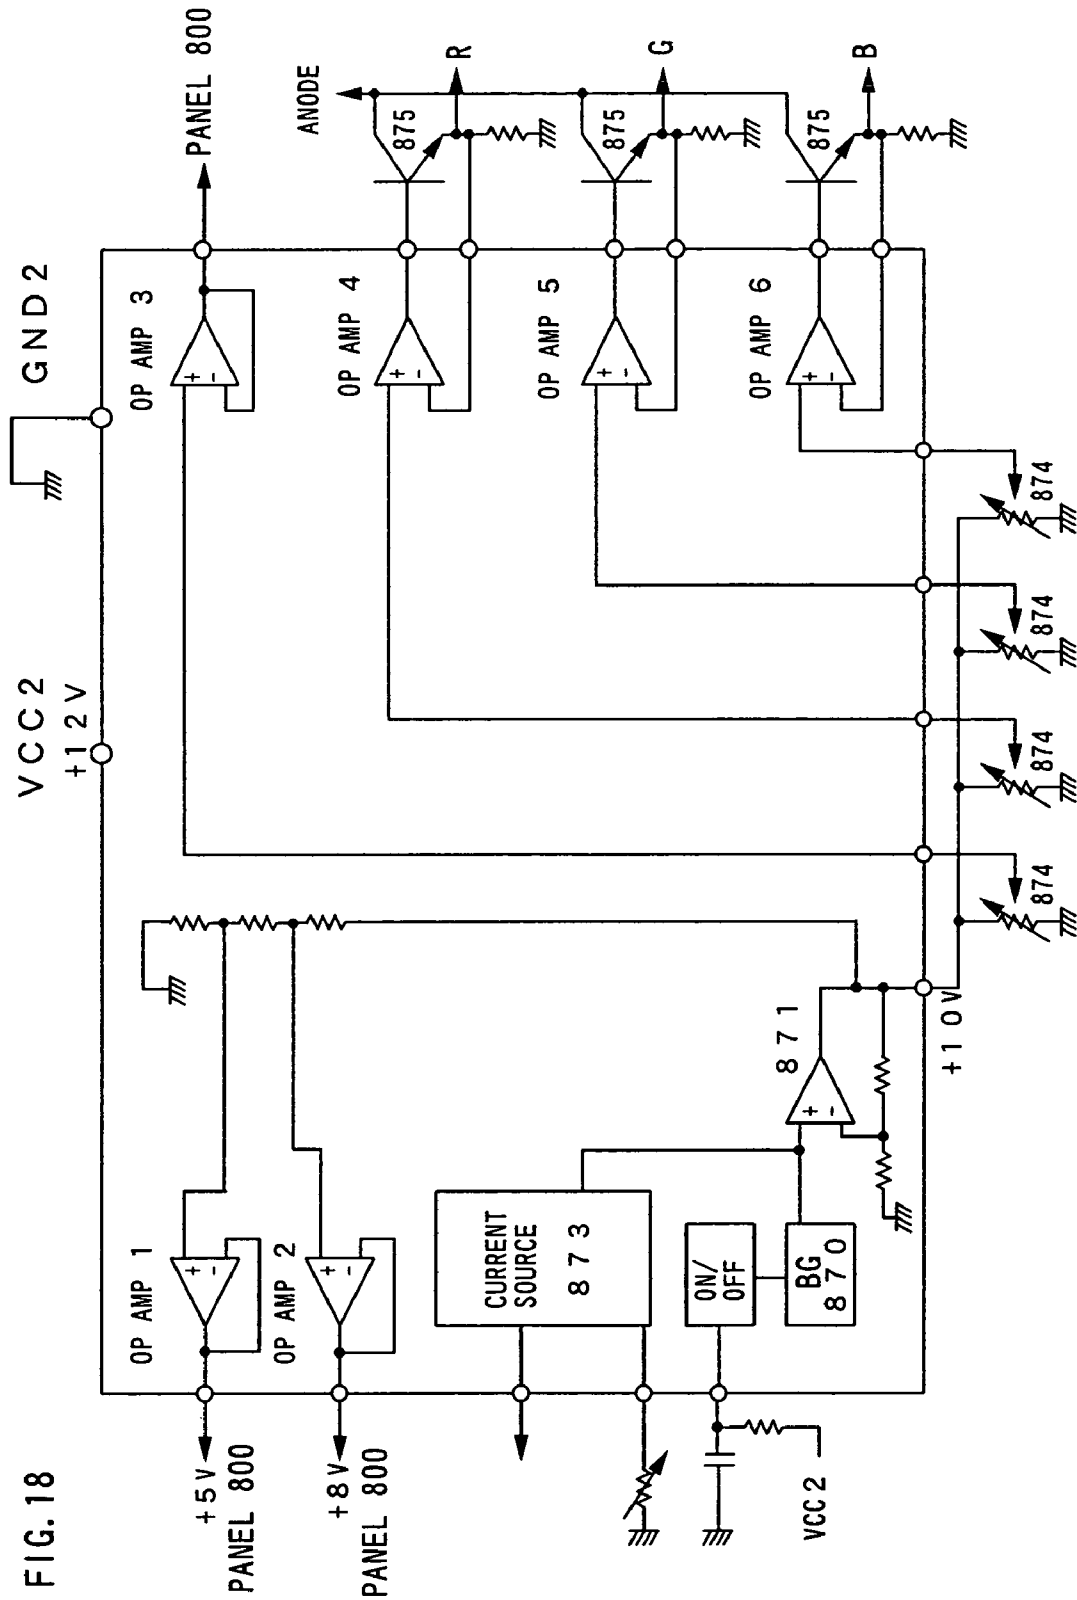 FIG.18
VCC2
+12V
GND2
+5V
PANEL 800
OP AMP 1
+
-
+8V
PANEL 800
OP AMP 2
+
-
OP AMP 3
+
-
PANEL 800
ANODE
OP AMP 4
+
-
875
R
OP AMP 5
+
-
875
G
OP AMP 6
+
-
875
B
CURRENT
SOURCE
873
ON/
OFF
BG
870
871
+
-
VCC2
+10V
874
874
874
874